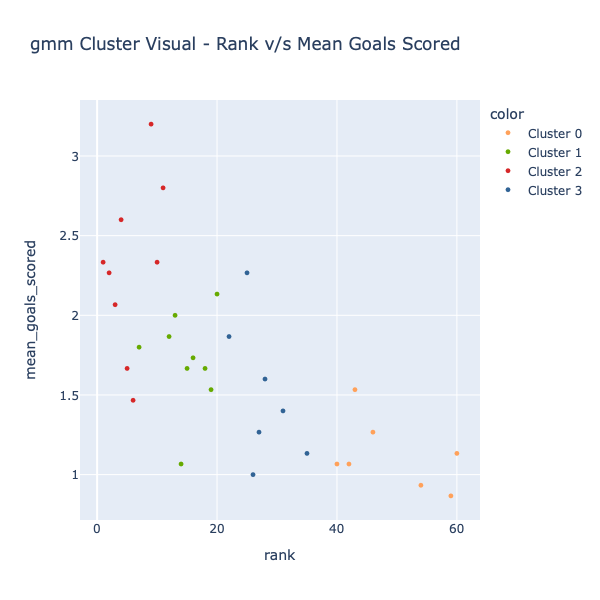 gmm Cluster Visual - Rank v/s Mean Goals Scored
color
Cluster 0
Cluster 1
Cluster 2
Cluster 3
mean_goals_scored
3
2.5
2
1.5
1
0
20
40
60
rank